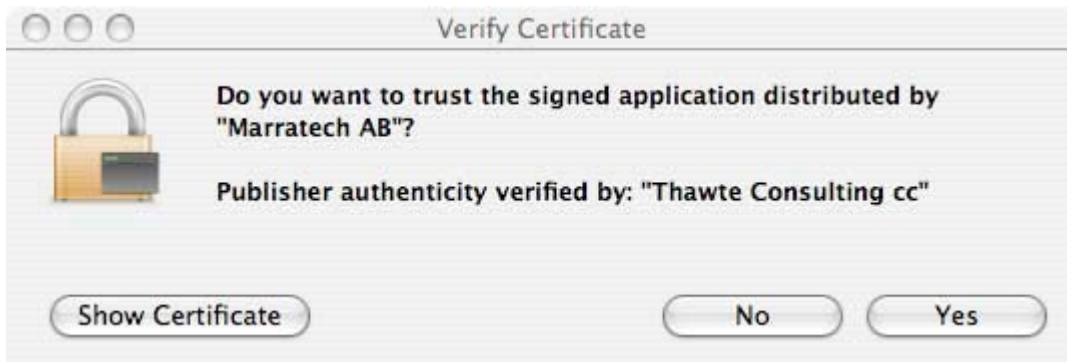 Verify Certificate
Do you want to trust the signed application distributed by
"Marratech AB"?
Publisher authenticity verified by: "Thawte Consulting cc"
Show Certificate No Yes